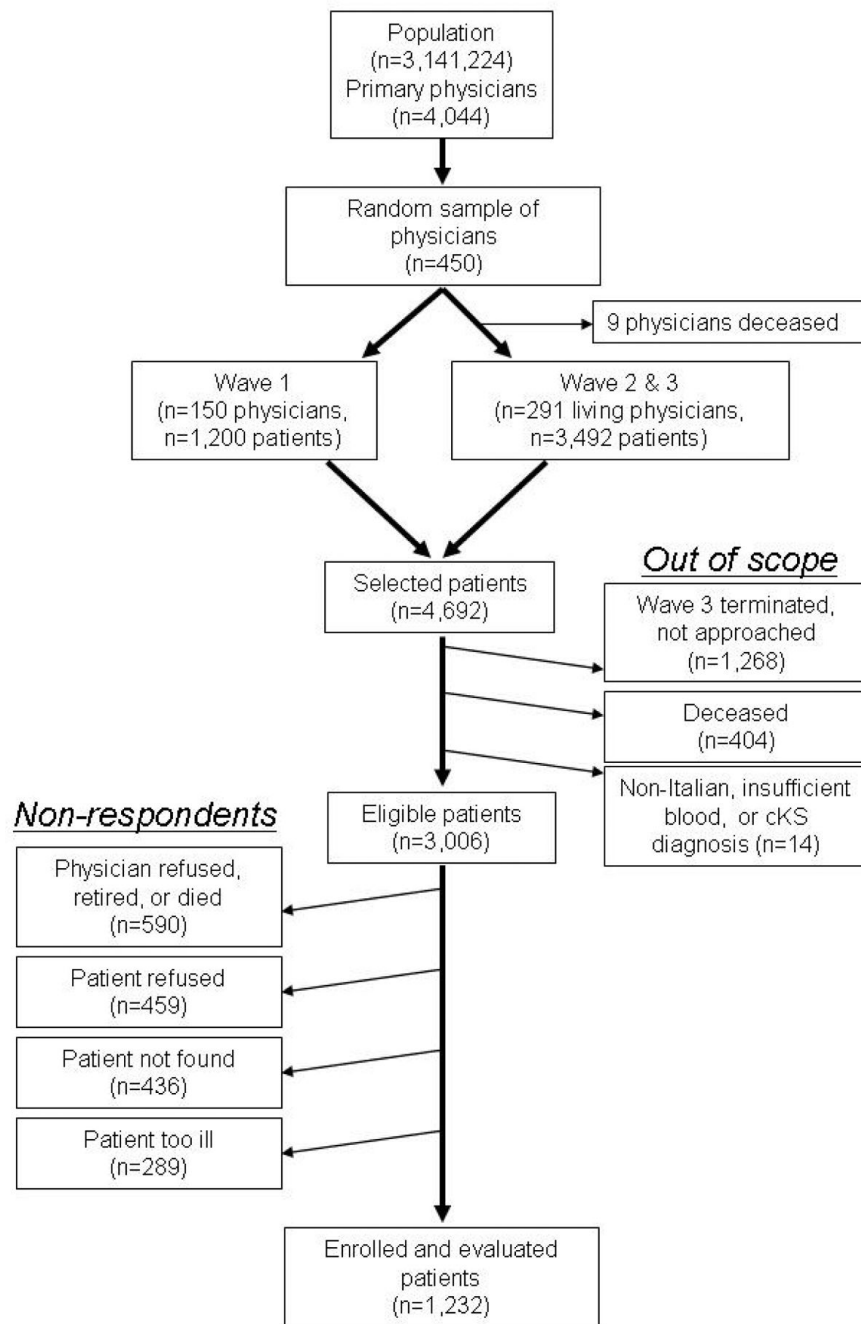 Population
(n=3,141,224)
Primary physicians
(n=4,044)
Random sample of
physicians
(n=450)
9 physicians deceased
Wave 1
(n=150 physicians,
n=1,200 patients)
Wave 2 & 3
(n=291 living physicians,
n=3,492 patients)
Selected patients
(n=4,692)
Out of scope
Wave 3 terminated,
not approached
(n=1,268)
Deceased
(n=404)
Non-Italian, insufficient
blood, or cKS
diagnosis (n=14)
Eligible patients
(n=3,006)
Non-respondents
Physician refused,
retired, or died
(n=590)
Patient refused
(n=459)
Patient not found
(n=436)
Patient too ill
(n=289)
Enrolled and evaluated
patients
(n=1,232)